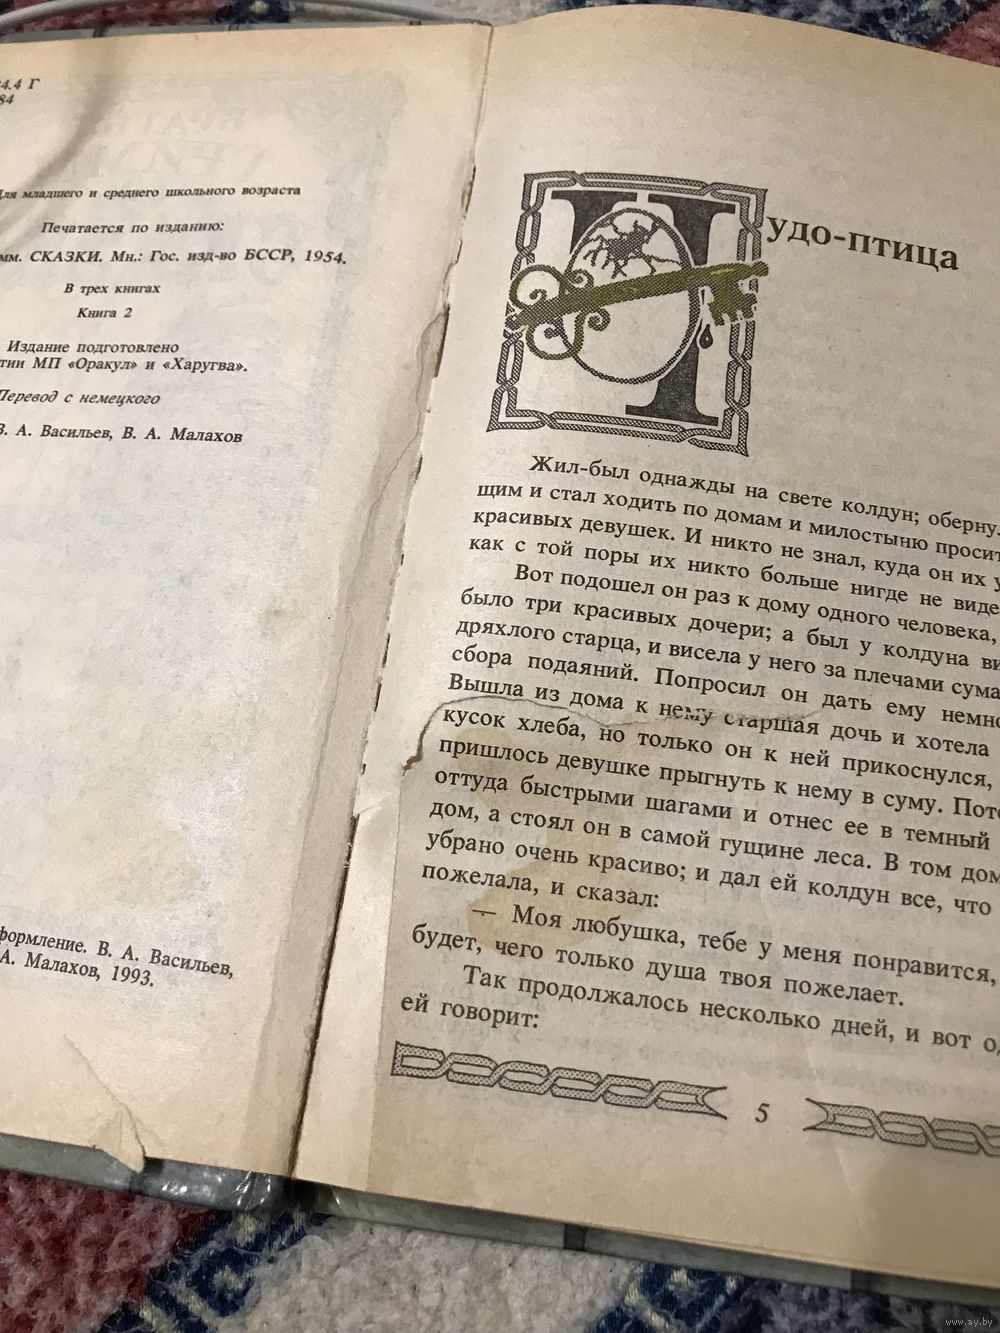 84.4 Г
84
Для младшего и среднего школьного возраста
Печатается по изданию:
мм. СКАЗКИ. Мн.: Гос. изд-во БССР, 1954.
В трех книгах
Книга 2
Издание подготовлено
тии МП «Оракул» и «Харугва».
Перевод с немецкого
В. А. Васильев, В. А. Малахов
формление. В. А. Васильев,
А. Малахов, 1993.
Чудо-птица
Жил-был однажды на свете колдун; оберну
щим и стал ходить по домам и милостыню просит
красивых девушек. И никто не знал, куда он их у
как с той поры их никто больше нигде не виде
Вот подошел он раз к дому одного человека,
было три красивых дочери; а был у колдуна ви
дряхлого старца, и висела у него за плечами сума
сбора подаяний. Попросил он дать ему немно
Вышла из дома к нему старшая дочь и хотела
кусок хлеба, но только он к ней прикоснулся,
пришлось девушке прыгнуть к нему в суму. Пото
оттуда быстрыми шагами и отнес ее в темный
дом, а стоял он в самой гущине леса. В том дом
убрано очень красиво; и дал ей колдун все, что
пожелала, и сказал:
— Моя любушка, тебе у меня понравится,
будет, чего только душа твоя пожелает.
Так продолжалось несколько дней, и вот од
ей говорит:
5
www.ay.by